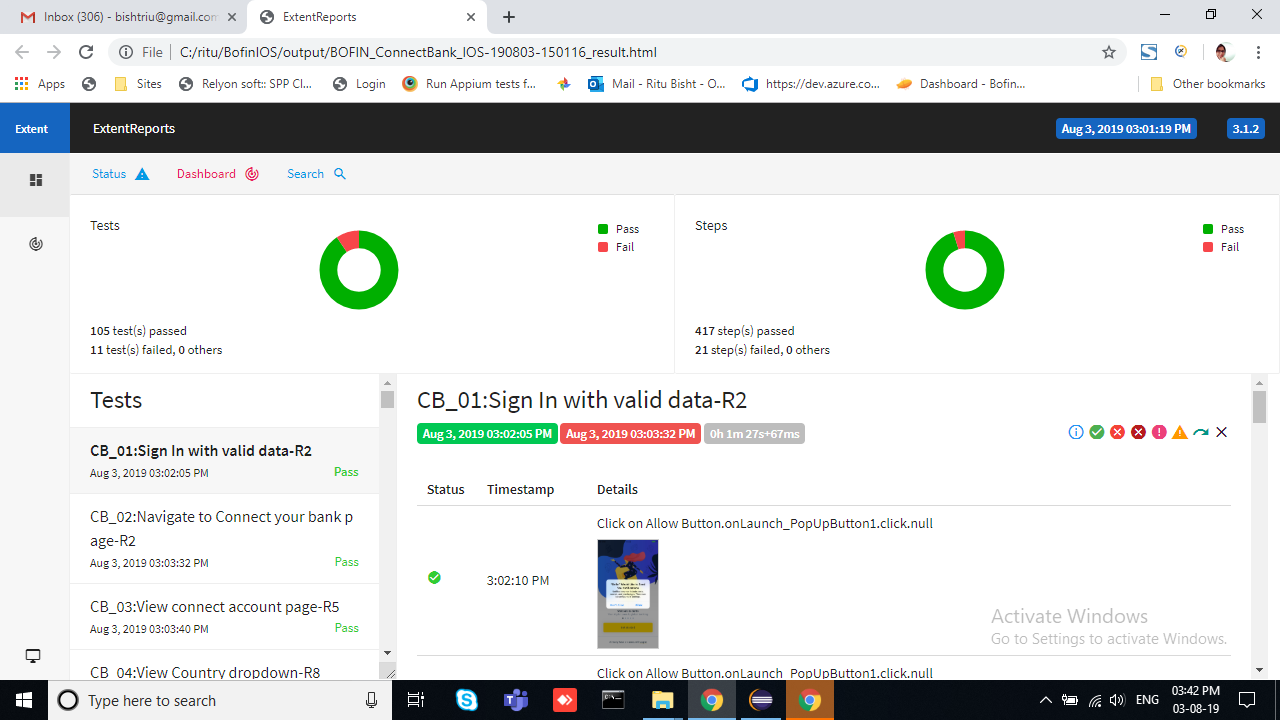 Inbox (306) - bishtriu@gmail.com
ExtentReports
File
C:/ritu/BofinIOS/output/BOFIN_ConnectBank_IOS-190803-150116_result.html
Apps
Sites
Relyon soft:: SPP Cl...
Login
Run Appium tests f...
Mail - Ritu Bisht - O...
https://dev.azure.co...
Dashboard - Bofin...
Other bookmarks
Extent
ExtentReports
Aug 3, 2019 03:01:19 PM
3.1.2
Status
Dashboard
Search
Tests
Pass
Fail
105 test(s) passed
11 test(s) failed, 0 others
Steps
Pass
Fail
417 step(s) passed
21 step(s) failed, 0 others
Tests
CB_01:Sign In with valid data-R2
Aug 3, 2019 03:02:05 PM
Pass
CB_02:Navigate to Connect your bank p
age-R2
Aug 3, 2019 03:03:32 PM
Pass
CB_03:View connect account page-R5
Aug 3, 2019 03:03:40 PM
Pass
CB_04:View Country dropdown-R8
CB_01:Sign In with valid data-R2
Aug 3, 2019 03:02:05 PM
Aug 3, 2019 03:03:32 PM
0h 1m 27s+67ms
Status
Timestamp
Details
Click on Allow Button.onLaunch_PopUpButton1.click.null
3:02:10 PM
Click on Allow Button.onLaunch_PopUpButton1.click.null
Activate Windows
Go to Settings to activate Windows.
Type here to search
ENG
03:42 PM
03-08-19